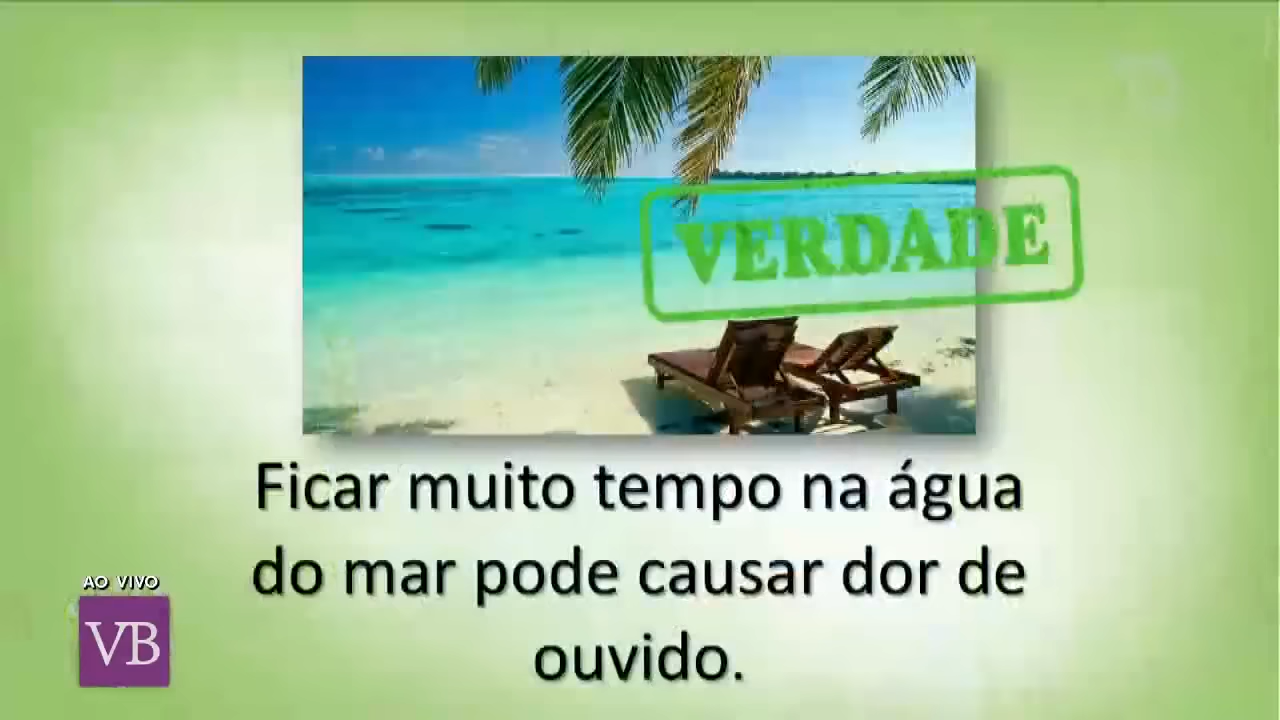 VERDADE
Ficar muito tempo na água
do mar pode causar dor de
ouvido.
AO VIVO
VB